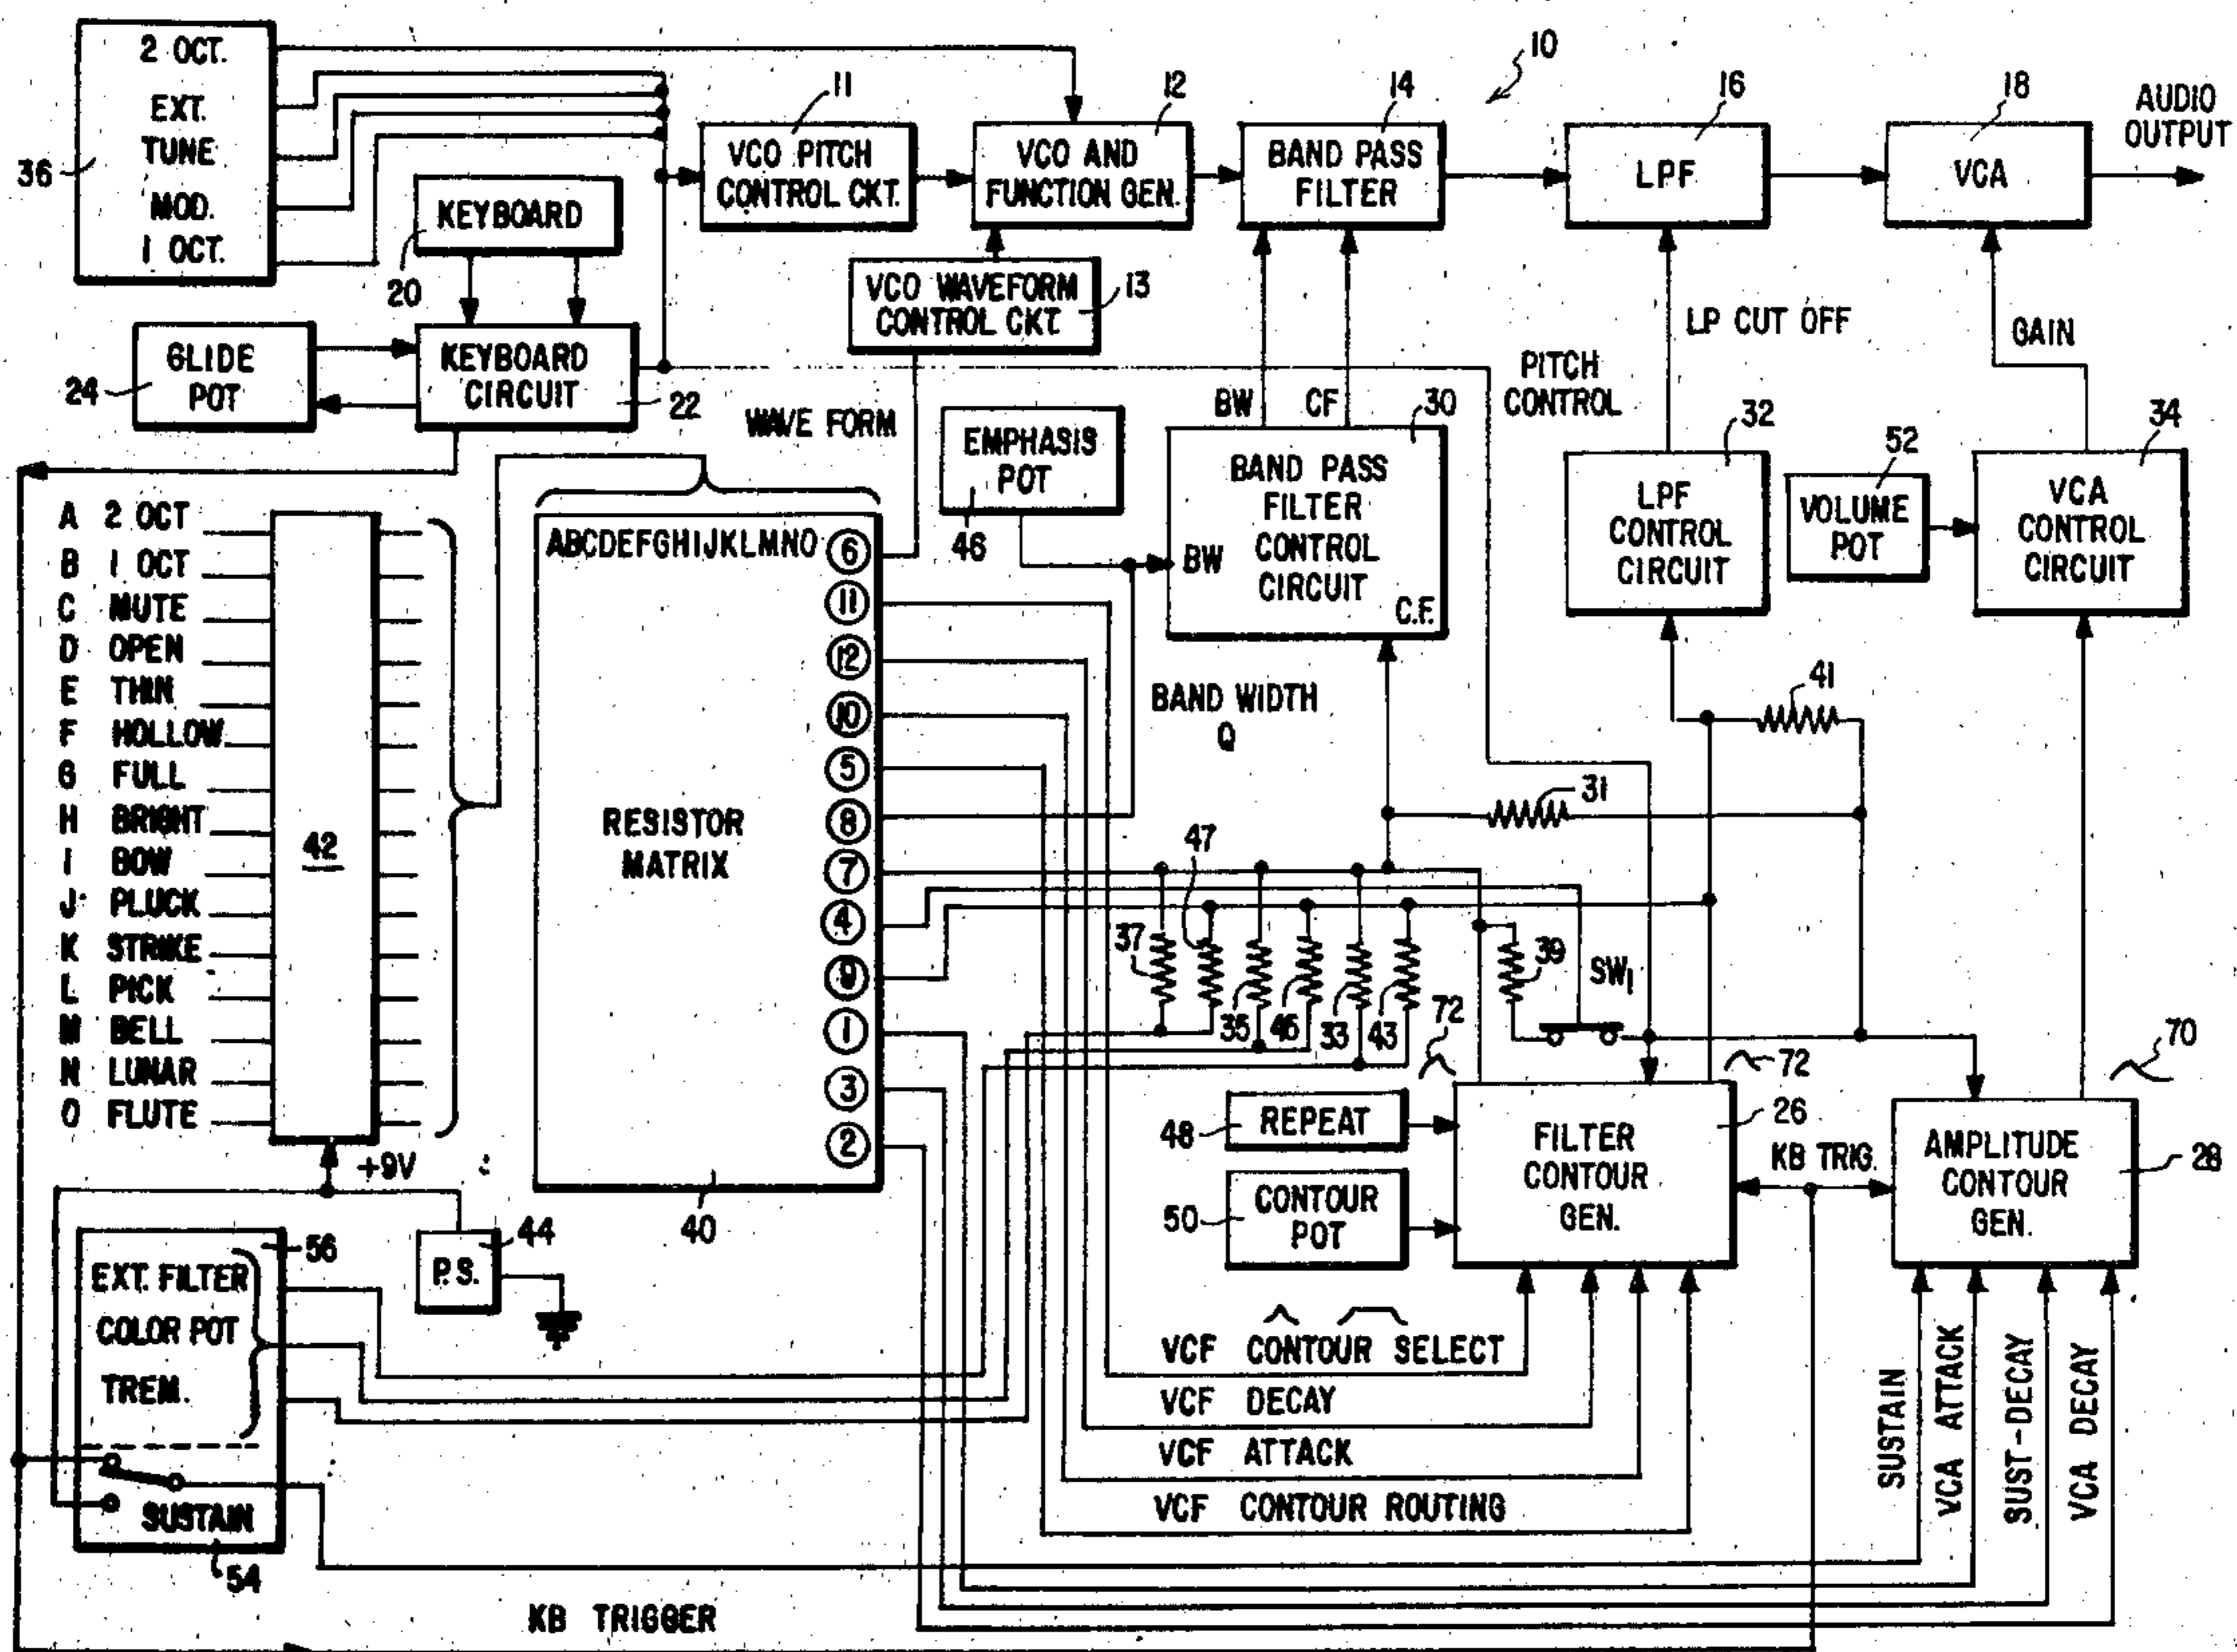 2 OCT.
EXT.
TUNE
MOD.
1 OCT.
36
KEYBOARD
20
GLIDE
POT
24
KEYBOARD
CIRCUIT
22
11
VCO PITCH
CONTROL CKT.
12
VCO AND
FUNCTION GEN.
VCO WAVEFORM
CONTROL CKT.
13
14
BAND PASS
FILTER
10
16
LPF
18
VCA
AUDIO
OUTPUT
LP CUT OFF
GAIN
PITCH
CONTROL
BW
CF
30
BAND PASS
FILTER
CONTROL
CIRCUIT
BW
C.F.
EMPHASIS
POT
46
WAVE FORM
32
LPF
CONTROL
CIRCUIT
52
VOLUME
POT
34
VCA
CONTROL
CIRCUIT
A 2 OCT
B 1 OCT
C MUTE
D OPEN
E THIN
F HOLLOW
G FULL
H BRIGHT
I BOW
J PLUCK
K STRIKE
L PICK
M BELL
N LUNAR
O FLUTE
42
+9V
ABCDEFGHIJKLMNO
RESISTOR
MATRIX
6
11
12
10
5
8
7
4
9
1
3
2
40
BAND WIDTH
Q
41
31
47
37
35
45
33
43
39
SW1
72
72
70
48
REPEAT
50
CONTOUR
POT
FILTER
CONTOUR
GEN.
26
KB TRIG.
AMPLITUDE
CONTOUR
GEN.
28
56
EXT. FILTER
COLOR POT
TREM.
SUSTAIN
54
44
P.S.
VCF CONTOUR SELECT
VCF DECAY
VCF ATTACK
VCF CONTOUR ROUTING
SUSTAIN
VCA ATTACK
SUST-DECAY
VCA DECAY
KB TRIGGER